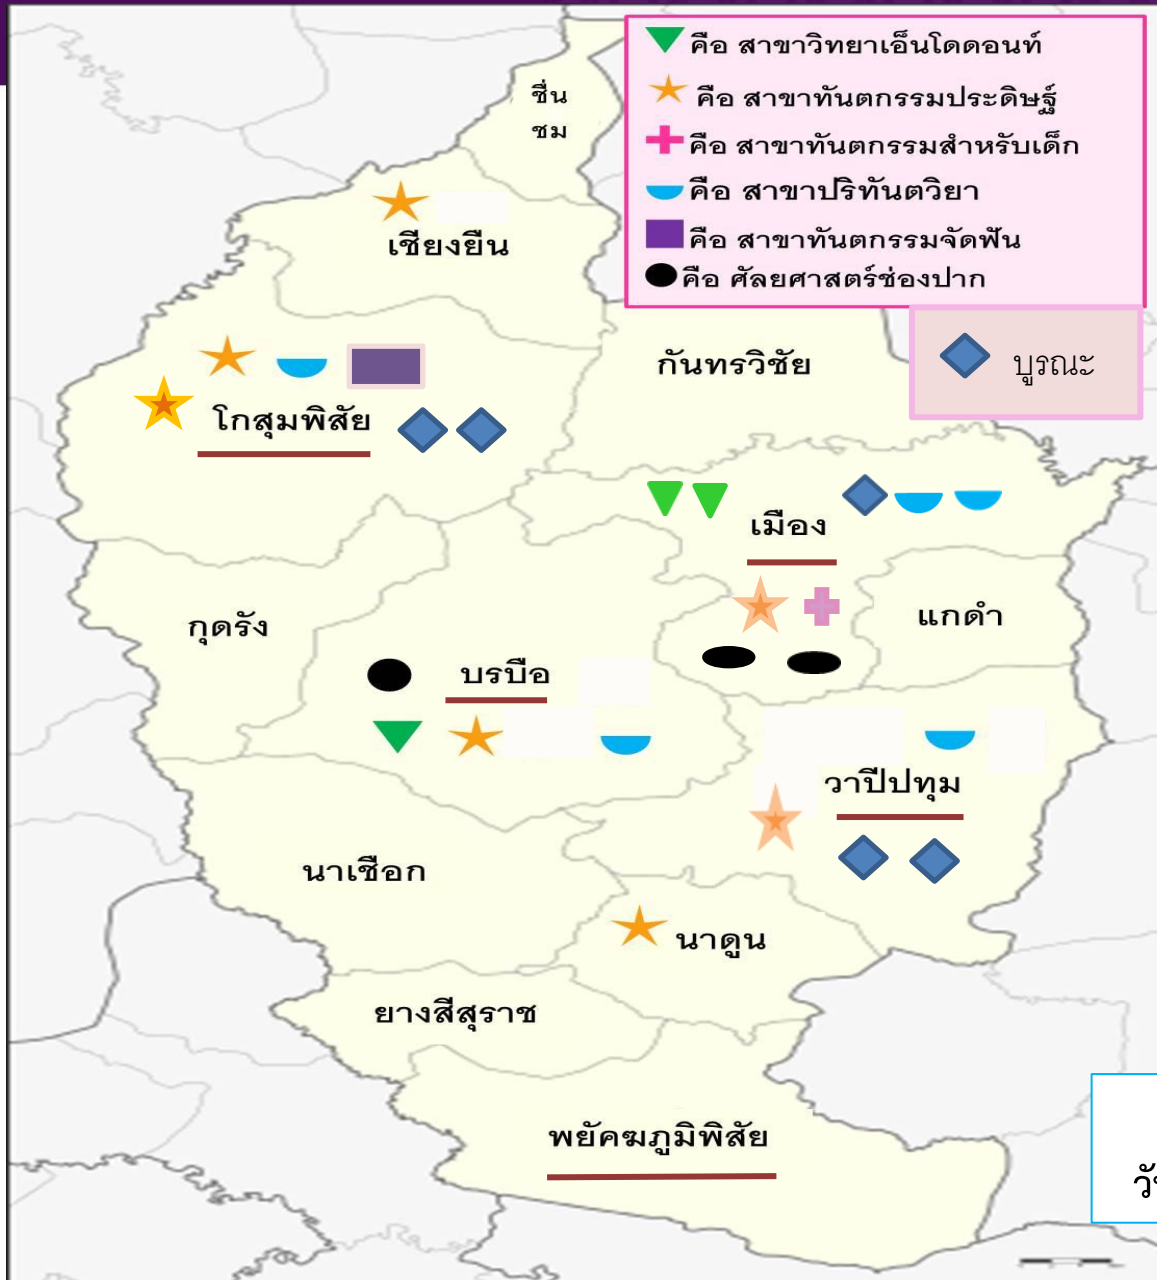 คือ สาขาวิทยาเอ็นโดดอนท์
คือ สาขาทันตกรรมประดิษฐ์
คือ สาขาทันตกรรมสำหรับเด็ก
คือ สาขาปริทันตวิยา
คือ สาขาทันตกรรมจัดฟัน
คือ ศัลยศาสตร์ช่องปาก
บูรณะ
ชื่น
ชม
เชียงยืน
กันทรวิชัย
โกสุมพิสัย
เมือง
กุดรัง
แกดำ
บรบือ
วาปีปทุม
นาเชือก
นาดูน
ยางสีสุราช
พยัคฆภูมิพิสัย